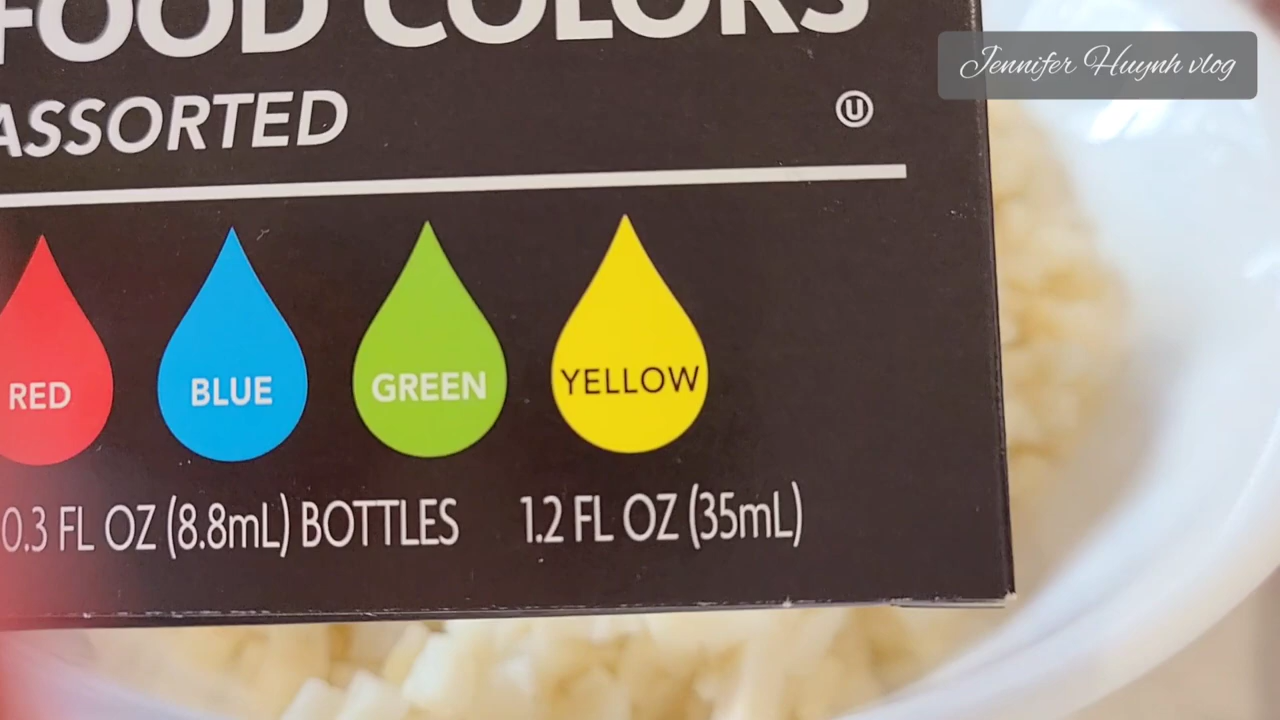 FOOD COLORS
Jennifer Huynh vlog
ASSORTED
U
RED BLUE GREEN YELLOW
0.3 FL OZ (8.8mL) BOTTLES 1.2 FL OZ (35mL)